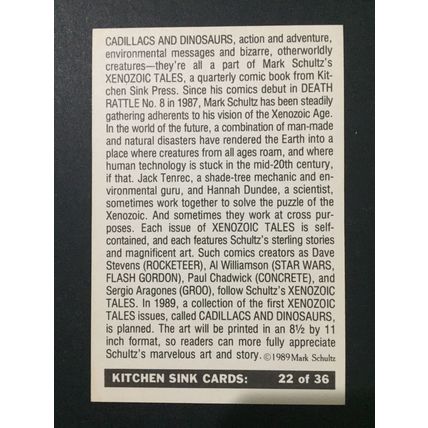 CADILLACS AND DINOSAURS, action and adventure,
environmental messages and bizarre, otherworldly
creatures—they're all a part of Mark Schultz's
XENOZOIC TALES, a quarterly comic book from Kit-
chen Sink Press. Since his comics debut in DEATH
RATTLE No. 8 in 1987, Mark Schultz has been steadily
gathering adherents to his vision of the Xenozoic Age.
In the world of the future, a combination of man-made
and natural disasters have rendered the Earth into a
place where creatures from all ages roam, and where
human technology is stuck in the mid-20th century,
if that. Jack Tenrec, a shade-tree mechanic and en-
vironmental guru, and Hannah Dundee, a scientist,
sometimes work together to solve the puzzle of the
Xenozoic. And sometimes they work at cross pur-
poses. Each issue of XENOZOIC TALES is self-
contained, and each features Schultz's sterling stories
and magnificent art. Such comics creators as Dave
Stevens (ROCKETEER), Al Williamson (STAR WARS,
FLASH GORDON), Paul Chadwick (CONCRETE), and
Sergio Aragones (GROO), follow Schultz's XENOZOIC
TALES. In 1989, a collection of the first XENOZOIC
TALES issues, called CADILLACS AND DINOSAURS,
is planned. The art will be printed in an 8½ by 11
inch format, so readers can more fully appreciate
Schultz's marvelous art and story. ©1989 Mark Schultz
KITCHEN SINK CARDS: 22 of 36